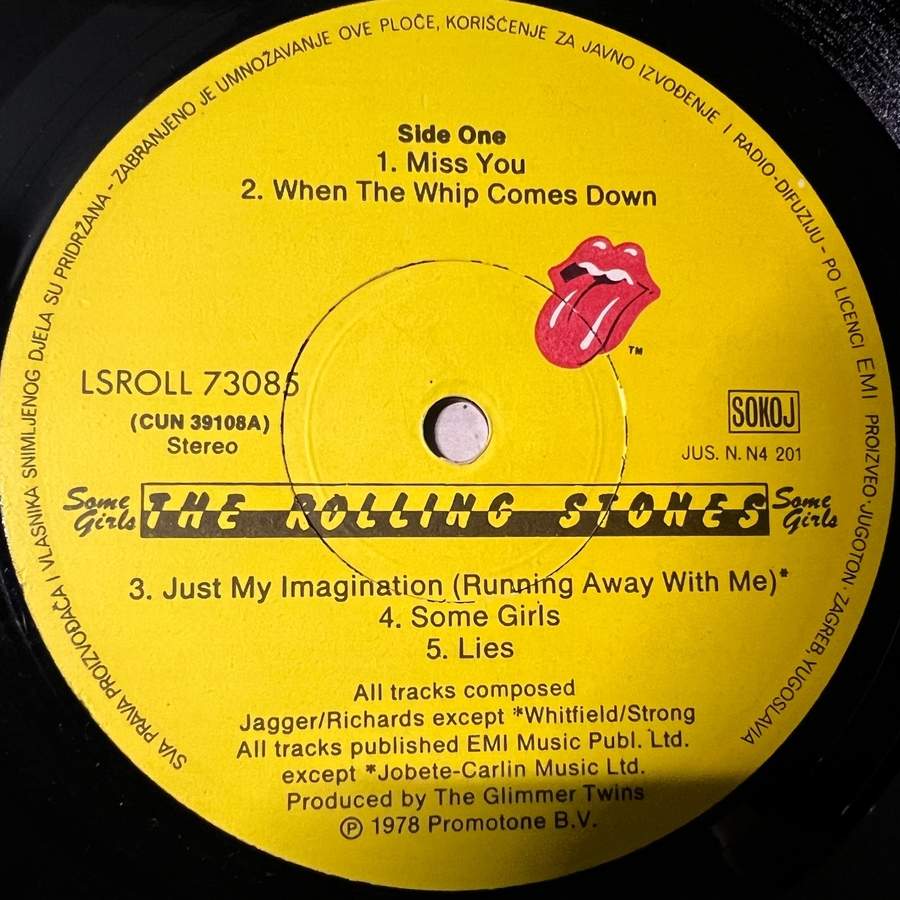 SVA PRAVA PROIZVOĐAČA I VLASNIKA SNIMLJENOG DJELA SU PRIDRŽANA - ZABRANJENO JE UMNOŽAVANJE OVE PLOČE, KORIŠĆENJE ZA JAVNO IZVOĐENJE I RADIO-DIFUZIJU - PO LICENCI EMI PROIZVEO-JUGOTON-ZAGREB, YUGOSLAVIA
Side One
1. Miss You
2. When The Whip Comes Down
TM
LSROLL 73085
(CUN 39108A)
Stereo
SOKOJ
JUS. N. N4 201
Some Girls THE ROLLING STONES Some Girls
3. Just My Imagination (Running Away With Me)*
4. Some Girls
5. Lies
All tracks composed
Jagger/Richards except *Whitfield/Strong
All tracks published EMI Music Publ. Ltd.
except *Jobete-Carlin Music Ltd.
Produced by The Glimmer Twins
℗ 1978 Promotone B.V.